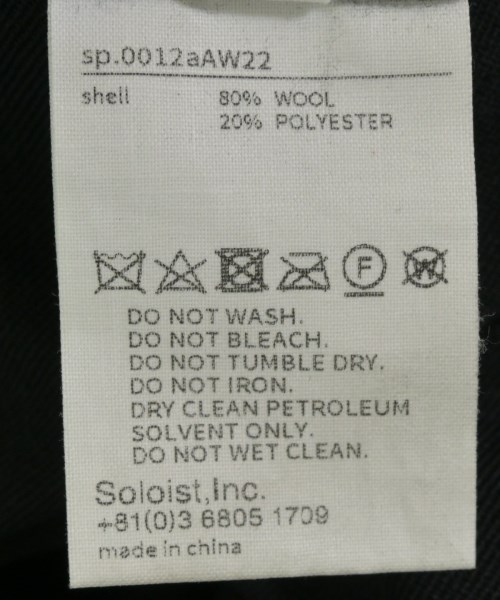 sp.0012aAW22
shell 80% WOOL
20% POLYESTER
F W
DO NOT WASH.
DO NOT BLEACH.
DO NOT TUMBLE DRY.
DO NOT IRON.
DRY CLEAN PETROLEUM
SOLVENT ONLY.
DO NOT WET CLEAN.
Soloist,Inc.
+81(0)3 6805 1709
made in china